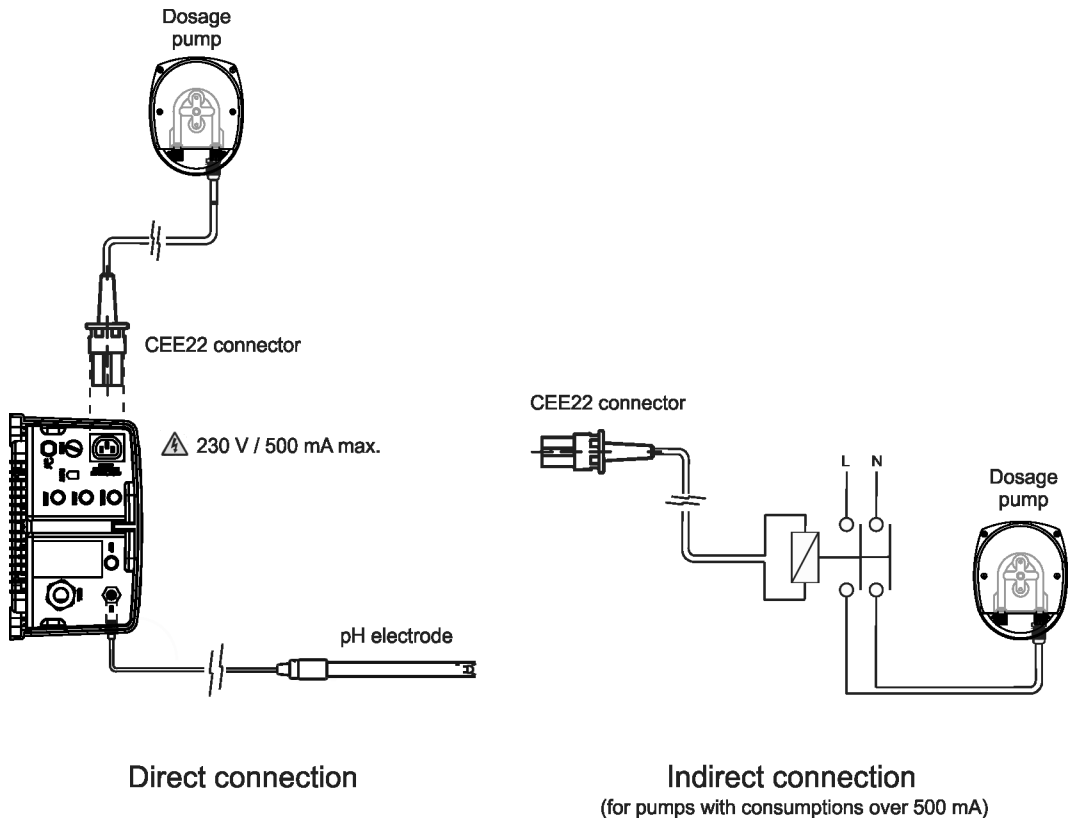 Dosage
pump
CEE22 connector
230 V / 500 mA max.
pH electrode
Direct connection
CEE22 connector
L N
Dosage
pump
Indirect connection
(for pumps with consumptions over 500 mA)